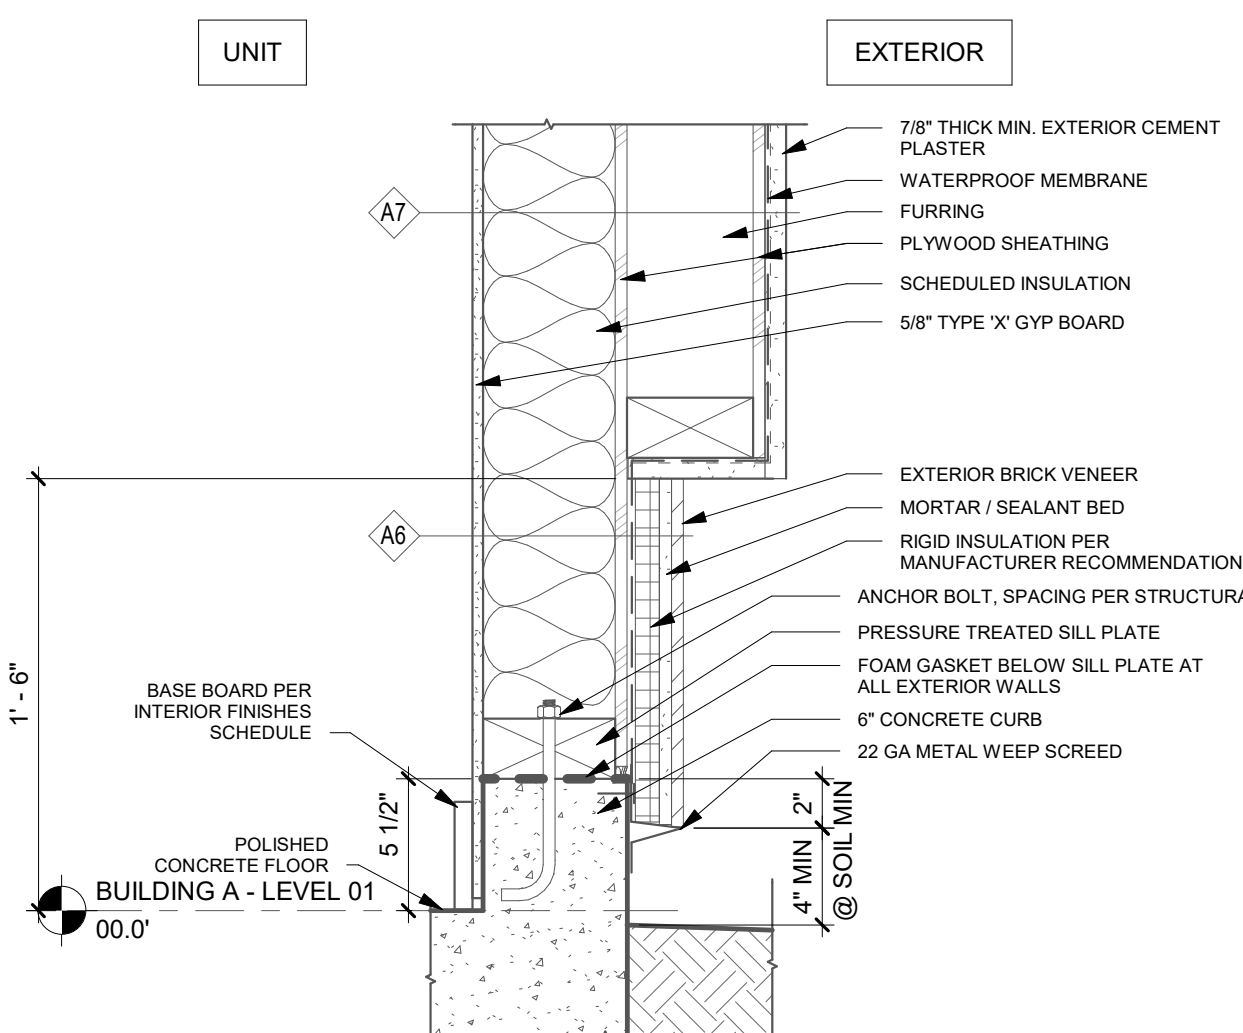 UNIT
EXTERIOR
7/8" THICK MIN. EXTERIOR CEMENT
PLASTER
WATERPROOF MEMBRANE
A7
FURRING
PLYWOOD SHEATHING
SCHEDULED INSULATION
5/8" TYPE 'X' GYP BOARD
EXTERIOR BRICK VENEER
MORTAR / SEALANT BED
A6
RIGID INSULATION PER
MANUFACTURER RECOMMENDATION
ANCHOR BOLT, SPACING PER STRUCTURA
PRESSURE TREATED SILL PLATE
FOAM GASKET BELOW SILL PLATE AT
ALL EXTERIOR WALLS
6" CONCRETE CURB
22 GA METAL WEEP SCREED
1' - 6"
BASE BOARD PER
INTERIOR FINISHES
SCHEDULE
5 1/2"
2"
4" MIN
@ SOIL MIN
POLISHED
CONCRETE FLOOR
BUILDING A - LEVEL 01
00.0'